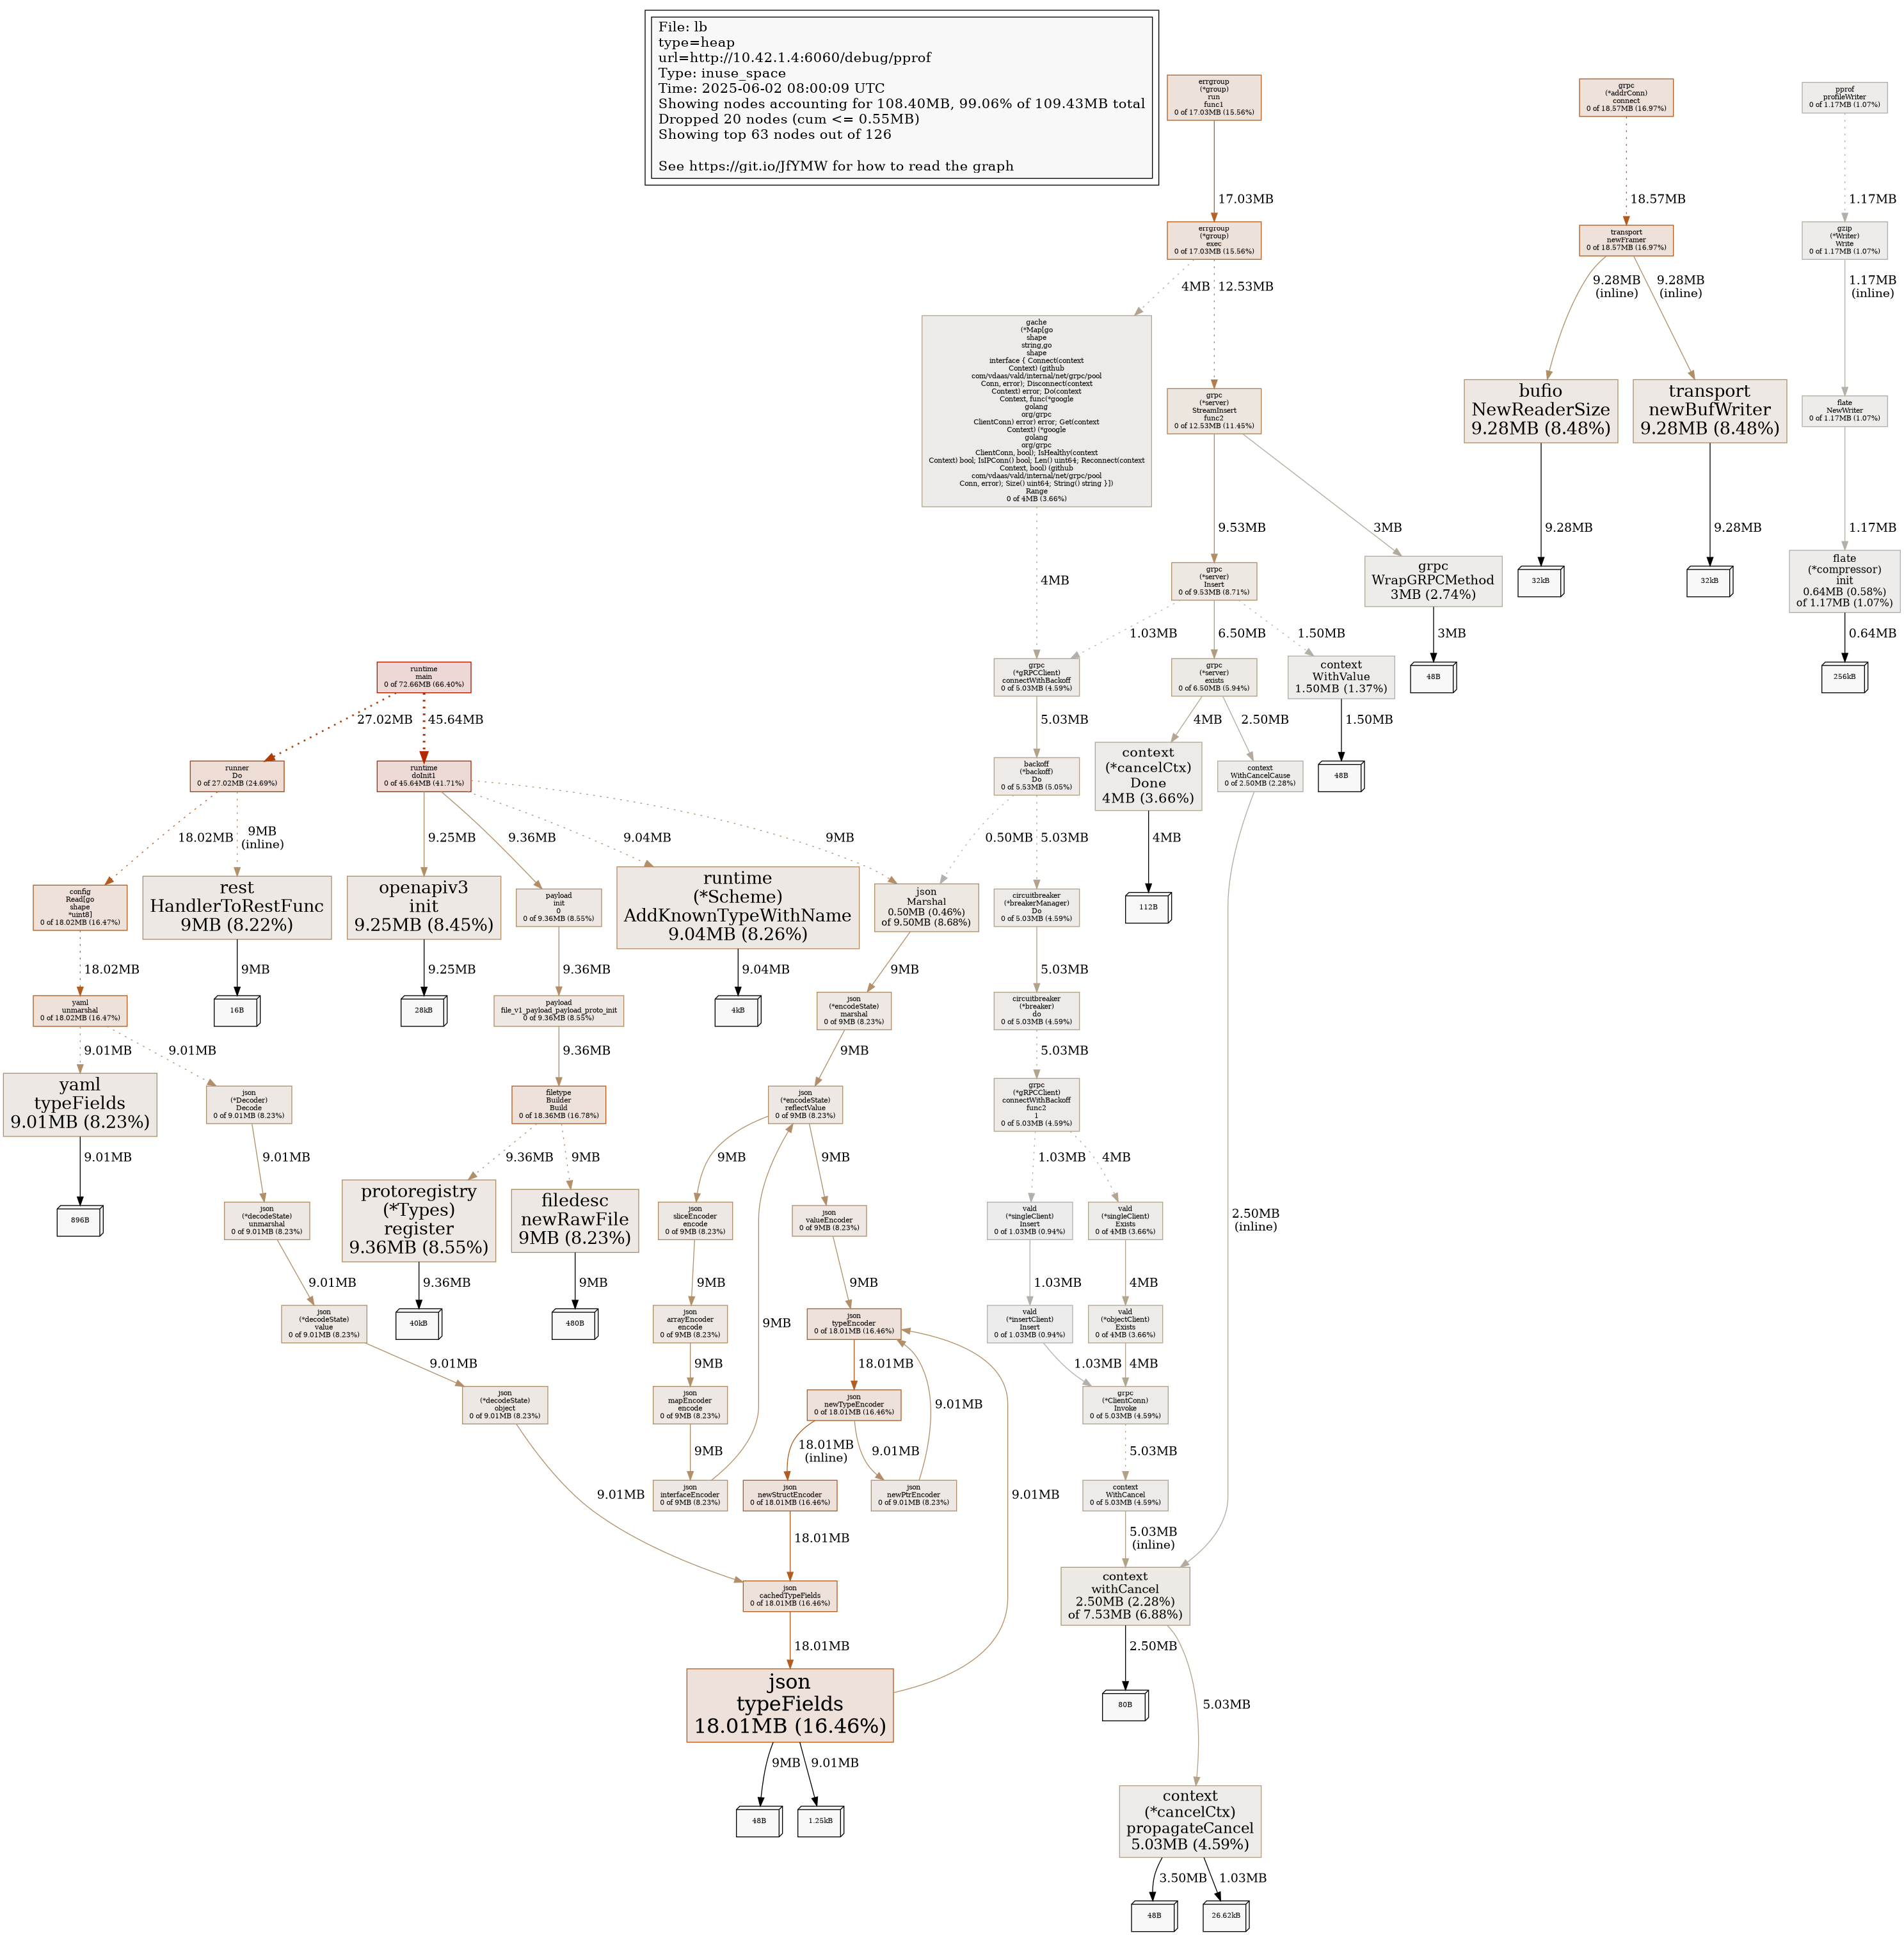 File: lb
type=heap
url=http://10.42.1.4:6060/debug/pprof
Type: inuse_space
Time: 2025-06-02 08:00:09 UTC
Showing nodes accounting for 108.40MB, 99.06% of 109.43MB total
Dropped 20 nodes (cum <= 0.55MB)
Showing top 63 nodes out of 126
See https://git.io/JfYMW for how to read the graph
errgroup
(*group)
run
func1
0 of 17.03MB (15.56%)
grpc
(*addrConn)
connect
0 of 18.57MB (16.97%)
pprof
profileWriter
0 of 1.17MB (1.07%)
17.03MB
18.57MB
1.17MB
errgroup
(*group)
exec
0 of 17.03MB (15.56%)
transport
newFramer
0 of 18.57MB (16.97%)
gzip
(*Writer)
Write
0 of 1.17MB (1.07%)
4MB
12.53MB
9.28MB
(inline)
9.28MB
(inline)
1.17MB
(inline)
gache
(*Map[go
shape
string,go
shape
interface { Connect(context
Context) (github
com/vdaas/vald/internal/net/grpc/pool
Conn, error); Disconnect(context
Context) error; Do(context
Context, func(*google
golang
org/grpc
ClientConn) error) error; Get(context
Context) (*google
golang
org/grpc
ClientConn, bool); IsHealthy(context
Context) bool; IsIPConn() bool; Len() uint64; Reconnect(context
Context, bool) (github
com/vdaas/vald/internal/net/grpc/pool
Conn, error); Size() uint64; String() string }])
Range
0 of 4MB (3.66%)
grpc
(*server)
StreamInsert
func2
0 of 12.53MB (11.45%)
bufio
NewReaderSize
9.28MB (8.48%)
transport
newBufWriter
9.28MB (8.48%)
flate
NewWriter
0 of 1.17MB (1.07%)
4MB
9.53MB
3MB
9.28MB
9.28MB
1.17MB
grpc
(*server)
Insert
0 of 9.53MB (8.71%)
grpc
WrapGRPCMethod
3MB (2.74%)
32kB
32kB
flate
(*compressor)
init
0.64MB (0.58%)
of 1.17MB (1.07%)
1.03MB
6.50MB
1.50MB
3MB
0.64MB
runtime
main
0 of 72.66MB (66.40%)
grpc
(*gRPCClient)
connectWithBackoff
0 of 5.03MB (4.59%)
grpc
(*server)
exists
0 of 6.50MB (5.94%)
context
WithValue
1.50MB (1.37%)
48B
256kB
27.02MB
45.64MB
5.03MB
4MB
2.50MB
1.50MB
runner
Do
0 of 27.02MB (24.69%)
runtime
doInit1
0 of 45.64MB (41.71%)
backoff
(*backoff)
Do
0 of 5.53MB (5.05%)
context
(*cancelCtx)
Done
4MB (3.66%)
context
WithCancelCause
0 of 2.50MB (2.28%)
48B
18.02MB
9MB
(inline)
9.25MB
9.36MB
9.04MB
9MB
0.50MB
5.03MB
4MB
config
Read[go
shape
*uint8]
0 of 18.02MB (16.47%)
rest
HandlerToRestFunc
9MB (8.22%)
openapiv3
init
9.25MB (8.45%)
payload
init
0
0 of 9.36MB (8.55%)
runtime
(*Scheme)
AddKnownTypeWithName
9.04MB (8.26%)
json
Marshal
0.50MB (0.46%)
of 9.50MB (8.68%)
circuitbreaker
(*breakerManager)
Do
0 of 5.03MB (4.59%)
112B
18.02MB
9MB
9.25MB
9.36MB
9.04MB
9MB
5.03MB
yaml
unmarshal
0 of 18.02MB (16.47%)
16B
28kB
payload
file_v1_payload_payload_proto_init
0 of 9.36MB (8.55%)
4kB
json
(*encodeState)
marshal
0 of 9MB (8.23%)
circuitbreaker
(*breaker)
do
0 of 5.03MB (4.59%)
9.01MB
9.01MB
9.36MB
9MB
5.03MB
yaml
typeFields
9.01MB (8.23%)
json
(*Decoder)
Decode
0 of 9.01MB (8.23%)
filetype
Builder
Build
0 of 18.36MB (16.78%)
json
(*encodeState)
reflectValue
0 of 9MB (8.23%)
grpc
(*gRPCClient)
connectWithBackoff
func2
1
0 of 5.03MB (4.59%)
9.01MB
9.01MB
9.36MB
9MB
9MB
9MB
1.03MB
4MB
896B
json
(*decodeState)
unmarshal
0 of 9.01MB (8.23%)
protoregistry
(*Types)
register
9.36MB (8.55%)
filedesc
newRawFile
9MB (8.23%)
json
sliceEncoder
encode
0 of 9MB (8.23%)
json
valueEncoder
0 of 9MB (8.23%)
vald
(*singleClient)
Insert
0 of 1.03MB (0.94%)
vald
(*singleClient)
Exists
0 of 4MB (3.66%)
2.50MB
(inline)
9.01MB
9.36MB
9MB
9MB
9MB
9MB
1.03MB
4MB
json
(*decodeState)
value
0 of 9.01MB (8.23%)
40kB
480B
json
arrayEncoder
encode
0 of 9MB (8.23%)
json
typeEncoder
0 of 18.01MB (16.46%)
vald
(*insertClient)
Insert
0 of 1.03MB (0.94%)
vald
(*objectClient)
Exists
0 of 4MB (3.66%)
9.01MB
9MB
18.01MB
1.03MB
4MB
json
(*decodeState)
object
0 of 9.01MB (8.23%)
json
mapEncoder
encode
0 of 9MB (8.23%)
json
newTypeEncoder
0 of 18.01MB (16.46%)
9.01MB
grpc
(*ClientConn)
Invoke
0 of 5.03MB (4.59%)
9MB
18.01MB
(inline)
9.01MB
5.03MB
9.01MB
json
interfaceEncoder
0 of 9MB (8.23%)
json
newStructEncoder
0 of 18.01MB (16.46%)
json
newPtrEncoder
0 of 9.01MB (8.23%)
9.01MB
context
WithCancel
0 of 5.03MB (4.59%)
18.01MB
5.03MB
(inline)
json
cachedTypeFields
0 of 18.01MB (16.46%)
context
withCancel
2.50MB (2.28%)
of 7.53MB (6.88%)
18.01MB
2.50MB
json
typeFields
18.01MB (16.46%)
80B
5.03MB
9MB
9.01MB
48B
1.25kB
context
(*cancelCtx)
propagateCancel
5.03MB (4.59%)
3.50MB
1.03MB
48B
26.62kB